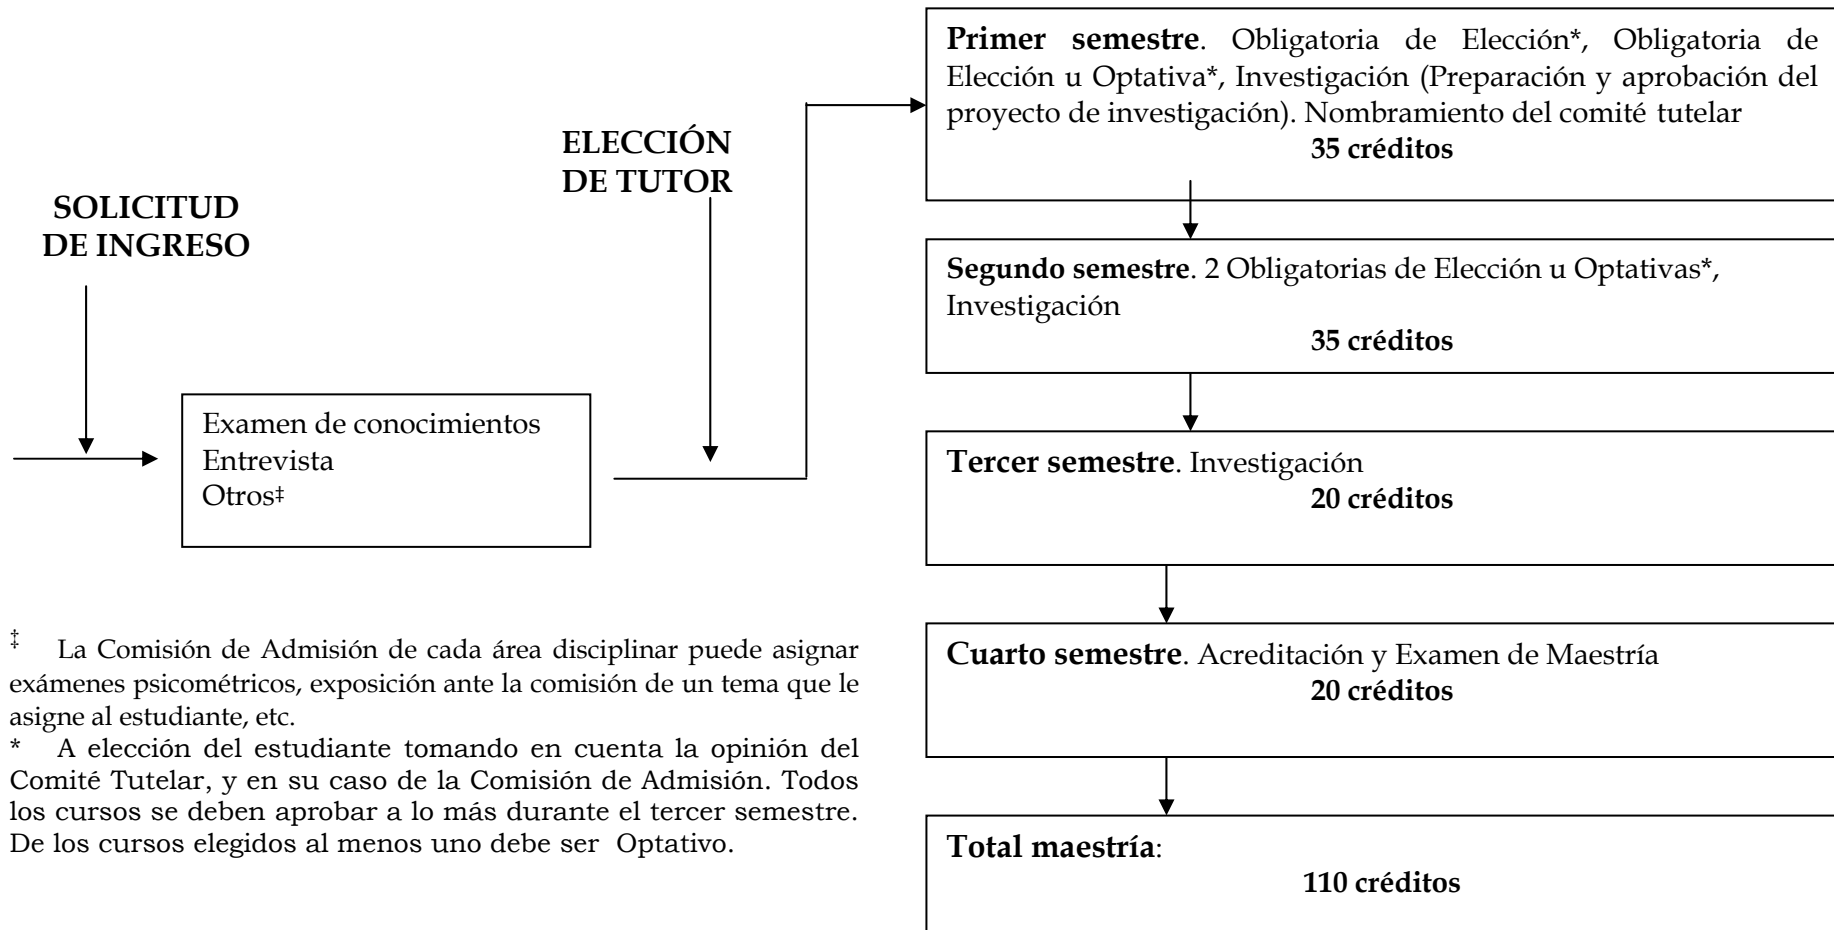 SOLICITUD
DE INGRESO
Examen de conocimientos
Entrevista
Otros‡
ELECCIÓN
DE TUTOR
Primer semestre. Obligatoria de Elección*, Obligatoria de
Elección u Optativa*, Investigación (Preparación y aprobación del
proyecto de investigación). Nombramiento del comité tutelar
35 créditos
Segundo semestre. 2 Obligatorias de Elección u Optativas*,
Investigación
35 créditos
Tercer semestre. Investigación
20 créditos
Cuarto semestre. Acreditación y Examen de Maestría
20 créditos
Total maestría:
110 créditos
‡ La Comisión de Admisión de cada área disciplinar puede asignar
exámenes psicométricos, exposición ante la comisión de un tema que le
asigne al estudiante, etc.
* A elección del estudiante tomando en cuenta la opinión del
Comité Tutelar, y en su caso de la Comisión de Admisión. Todos
los cursos se deben aprobar a lo más durante el tercer semestre.
De los cursos elegidos al menos uno debe ser Optativo.